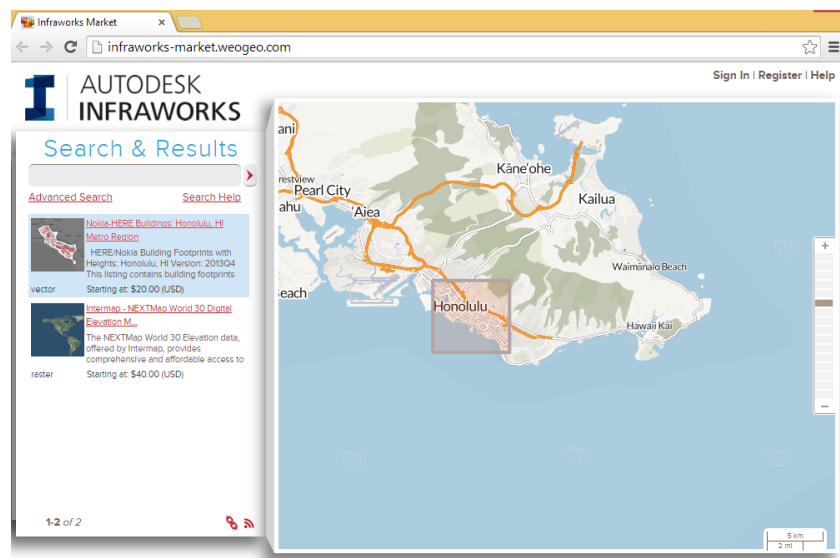 Infraworks Market
infraworks-market.weogeo.com
Sign In | Register | Help
AUTODESK
INFRAWORKS
Search & Results
Advanced Search
Search Help
Nokia-HERE Buildings: Honolulu, HI
Metro Region
HERE/Nokia Building Footprints with
Heights: Honolulu, HI Version: 2013Q4
This listing contains building footprints
vector
Starting at: $20.00 (USD)
Intermap - NEXTMap World 30 Digital
Elevation M...
The NEXTMap World 30 Elevation data,
offered by Intermap, provides
comprehensive and affordable access to
raster
Starting at: $40.00 (USD)
1-2 of 2
ani
Kāne'ohe
restview
Pearl City
ahu
'Aiea
Kailua
Waimānalo Beach
each
Honolulu
Hawaii Kai
+
−
5 km
2 mi